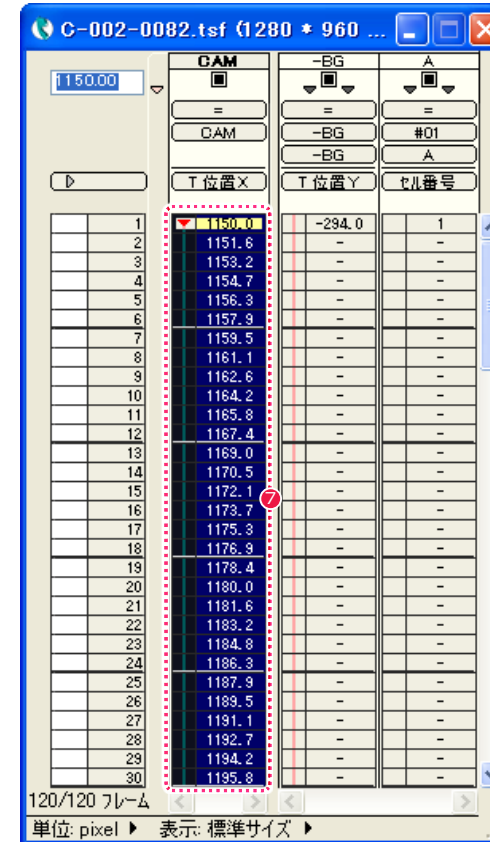 C-002-0082.tsf (1280 * 960 ...
CAM -BG A
1150.00
= = =
CAM -BG #01
-BG A
T 位置X T 位置Y セル番号
1 1150.0 -294.0 1
2 1151.6 - -
3 1153.2 - -
4 1154.7 - -
5 1156.3 - -
6 1157.9 - -
7 1159.5 - -
8 1161.1 - -
9 1162.6 - -
10 1164.2 - -
11 1165.8 - -
12 1167.4 - -
13 1169.0 - -
14 1170.5 - -
15 1172.1 7 - -
16 1173.7 - -
17 1175.3 - -
18 1176.9 - -
19 1178.4 - -
20 1180.0 - -
21 1181.6 - -
22 1183.2 - -
23 1184.8 - -
24 1186.3 - -
25 1187.9 - -
26 1189.5 - -
27 1191.1 - -
28 1192.7 - -
29 1194.2 - -
30 1195.8 - -
120/120 フレーム
単位: pixel 表示: 標準サイズ